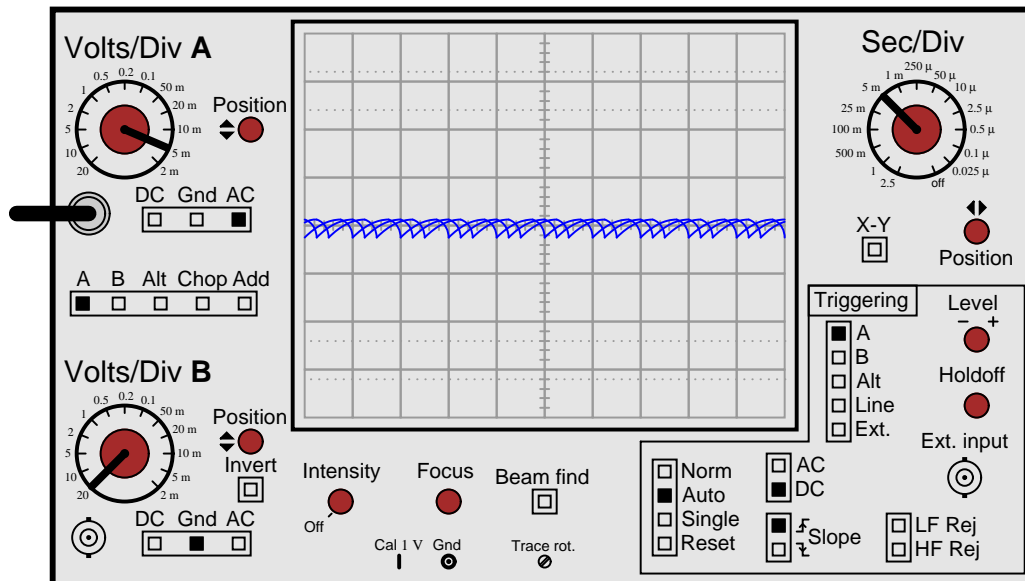 Volts/Div A
0.5 0.2 0.1
1 50 m
2 20 m
5 10 m
10 5 m
20 2 m
Position
DC Gnd AC
A B Alt Chop Add
Volts/Div B
0.5 0.2 0.1
1 50 m
2 20 m
5 10 m
10 5 m
20 2 m
Position
Invert
DC Gnd AC
Intensity
Off
Focus
Beam find
Cal 1 V Gnd
Trace rot.
Sec/Div
250 µ
1 m 50 µ
5 m 10 µ
25 m 2.5 µ
100 m 0.5 µ
500 m 0.1 µ
1 0.025 µ
2.5 off
X-Y
Position
Triggering
A
B
Alt
Line
Ext.
Level
− +
Holdoff
Ext. input
Norm
Auto
Single
Reset
AC
DC
Slope
LF Rej
HF Rej